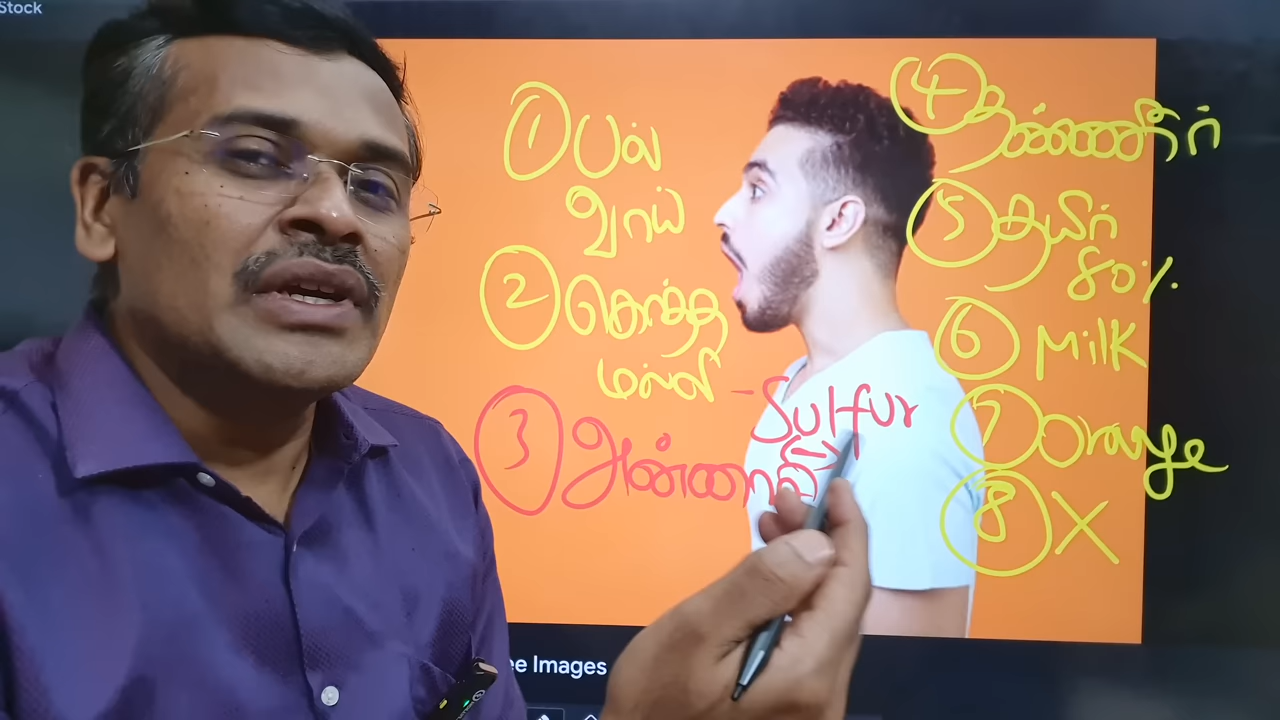 Stock
① பல்
வாய்
② கொத்த
மல்லி
- Sulfur
③ அன்னாசி
④ தண்ணீர்
⑤ தயிர்
80%
⑥ Milk
⑦ Orange
⑧ X
ee Images